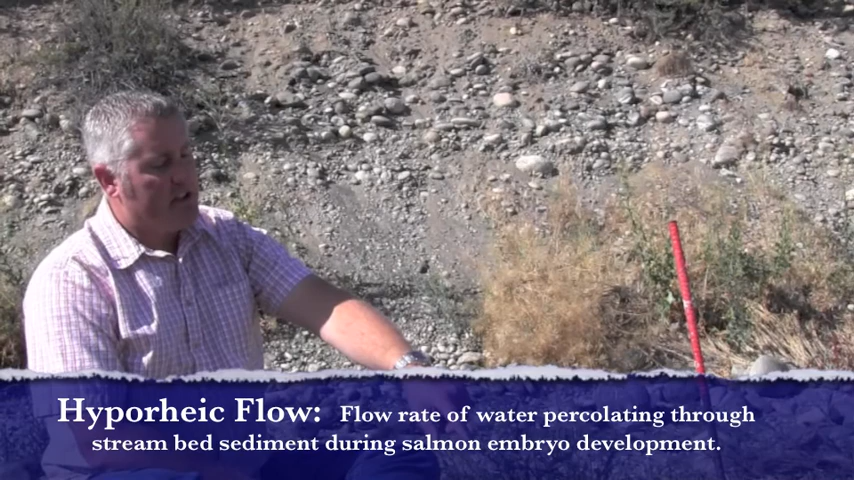 Hyporheic Flow: Flow rate of water percolating through
stream bed sediment during salmon embryo development.